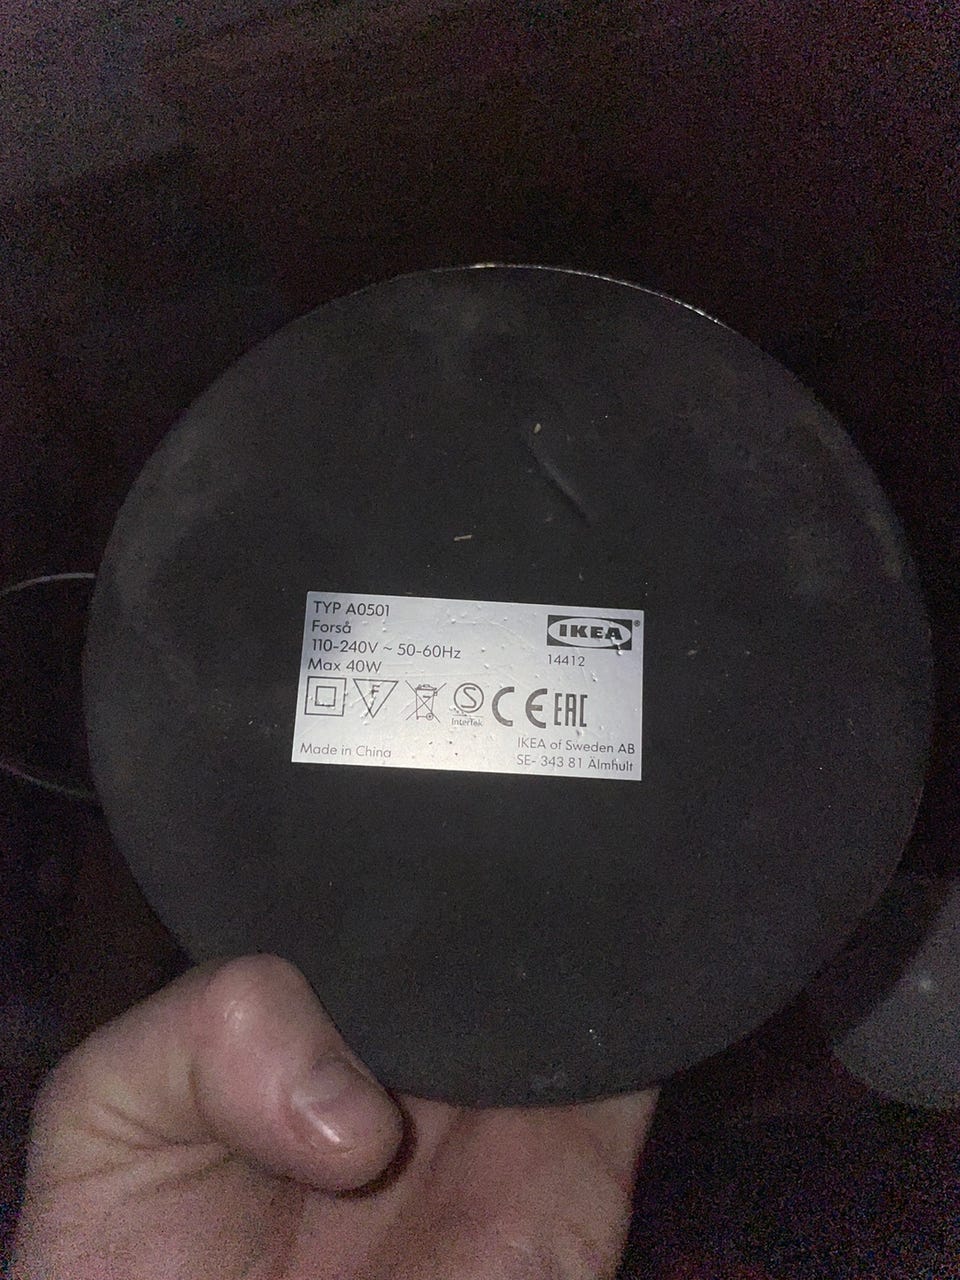 TYP A0501
Forså
110-240V ~ 50-60Hz
Max 40W
IKEA®
14412
F
S
InterTek
CE
EAC
Made in China
IKEA of Sweden AB
SE- 343 81 Älmhult